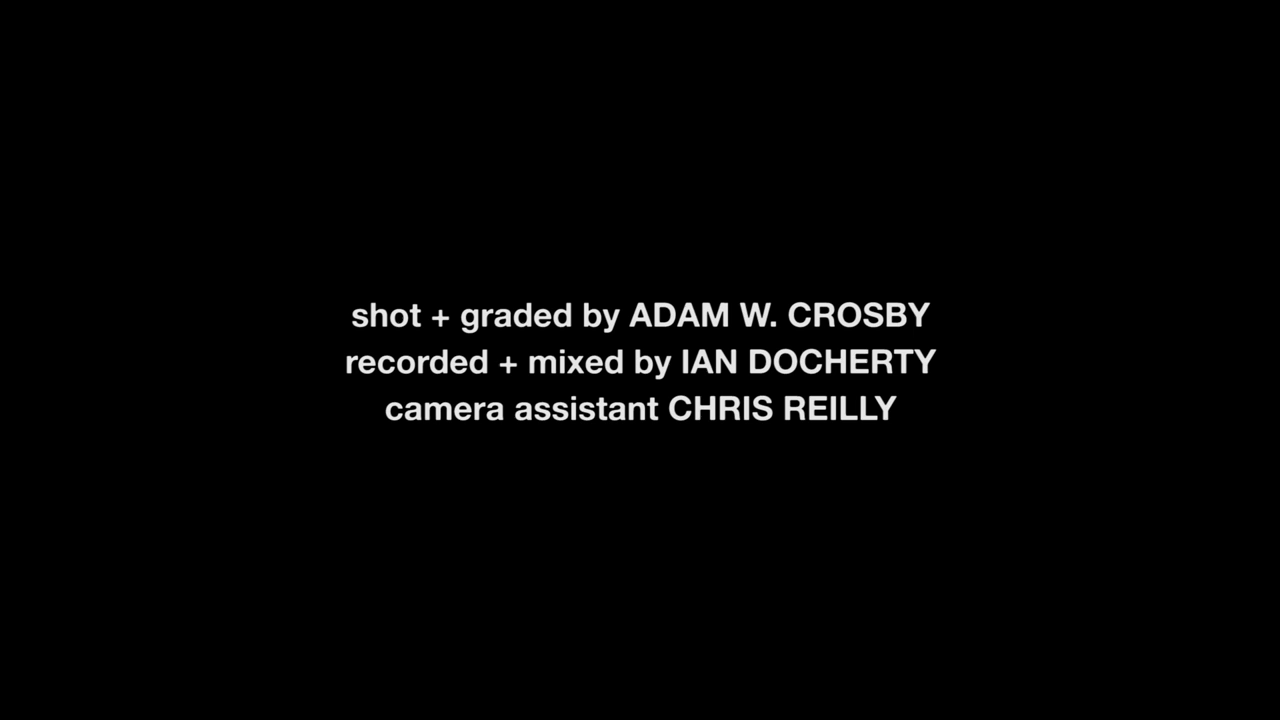 shot + graded by ADAM W. CROSBY
recorded + mixed by IAN DOCHERTY
camera assistant CHRIS REILLY